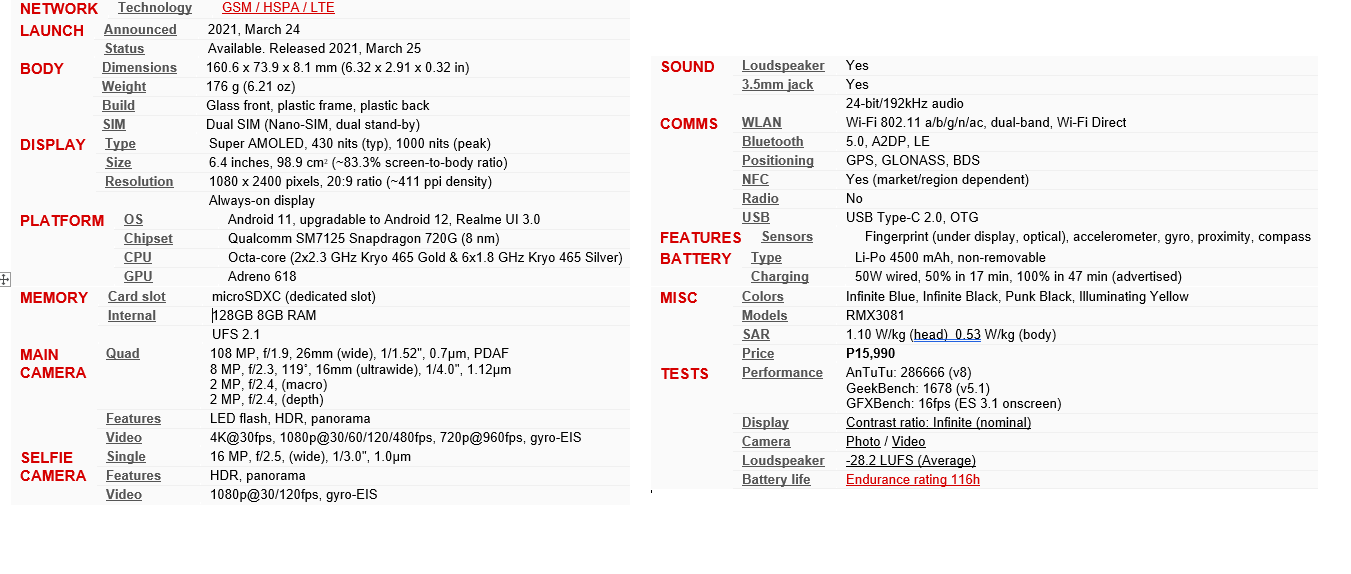 NETWORK Technology GSM / HSPA / LTE
LAUNCH Announced 2021, March 24
Status Available. Released 2021, March 25
BODY Dimensions 160.6 x 73.9 x 8.1 mm (6.32 x 2.91 x 0.32 in)
Weight 176 g (6.21 oz)
Build Glass front, plastic frame, plastic back
SIM Dual SIM (Nano-SIM, dual stand-by)
DISPLAY Type Super AMOLED, 430 nits (typ), 1000 nits (peak)
Size 6.4 inches, 98.9 cm² (~83.3% screen-to-body ratio)
Resolution 1080 x 2400 pixels, 20:9 ratio (~411 ppi density)
Always-on display
PLATFORM OS Android 11, upgradable to Android 12, Realme UI 3.0
Chipset Qualcomm SM7125 Snapdragon 720G (8 nm)
CPU Octa-core (2x2.3 GHz Kryo 465 Gold & 6x1.8 GHz Kryo 465 Silver)
GPU Adreno 618
MEMORY Card slot microSDXC (dedicated slot)
Internal 128GB 8GB RAM
UFS 2.1
MAIN CAMERA Quad 108 MP, f/1.9, 26mm (wide), 1/1.52", 0.7µm, PDAF
8 MP, f/2.3, 119˚, 16mm (ultrawide), 1/4.0", 1.12µm
2 MP, f/2.4, (macro)
2 MP, f/2.4, (depth)
Features LED flash, HDR, panorama
Video 4K@30fps, 1080p@30/60/120/480fps, 720p@960fps, gyro-EIS
SELFIE CAMERA Single 16 MP, f/2.5, (wide), 1/3.0", 1.0µm
Features HDR, panorama
Video 1080p@30/120fps, gyro-EIS
SOUND Loudspeaker Yes
3.5mm jack Yes
24-bit/192kHz audio
COMMS WLAN Wi-Fi 802.11 a/b/g/n/ac, dual-band, Wi-Fi Direct
Bluetooth 5.0, A2DP, LE
Positioning GPS, GLONASS, BDS
NFC Yes (market/region dependent)
Radio No
USB USB Type-C 2.0, OTG
FEATURES Sensors Fingerprint (under display, optical), accelerometer, gyro, proximity, compass
BATTERY Type Li-Po 4500 mAh, non-removable
Charging 50W wired, 50% in 17 min, 100% in 47 min (advertised)
MISC Colors Infinite Blue, Infinite Black, Punk Black, Illuminating Yellow
Models RMX3081
SAR 1.10 W/kg (head) 0.53 W/kg (body)
Price P15,990
TESTS Performance AnTuTu: 286666 (v8)
GeekBench: 1678 (v5.1)
GFXBench: 16fps (ES 3.1 onscreen)
Display Contrast ratio: Infinite (nominal)
Camera Photo / Video
Loudspeaker -28.2 LUFS (Average)
Battery life Endurance rating 116h